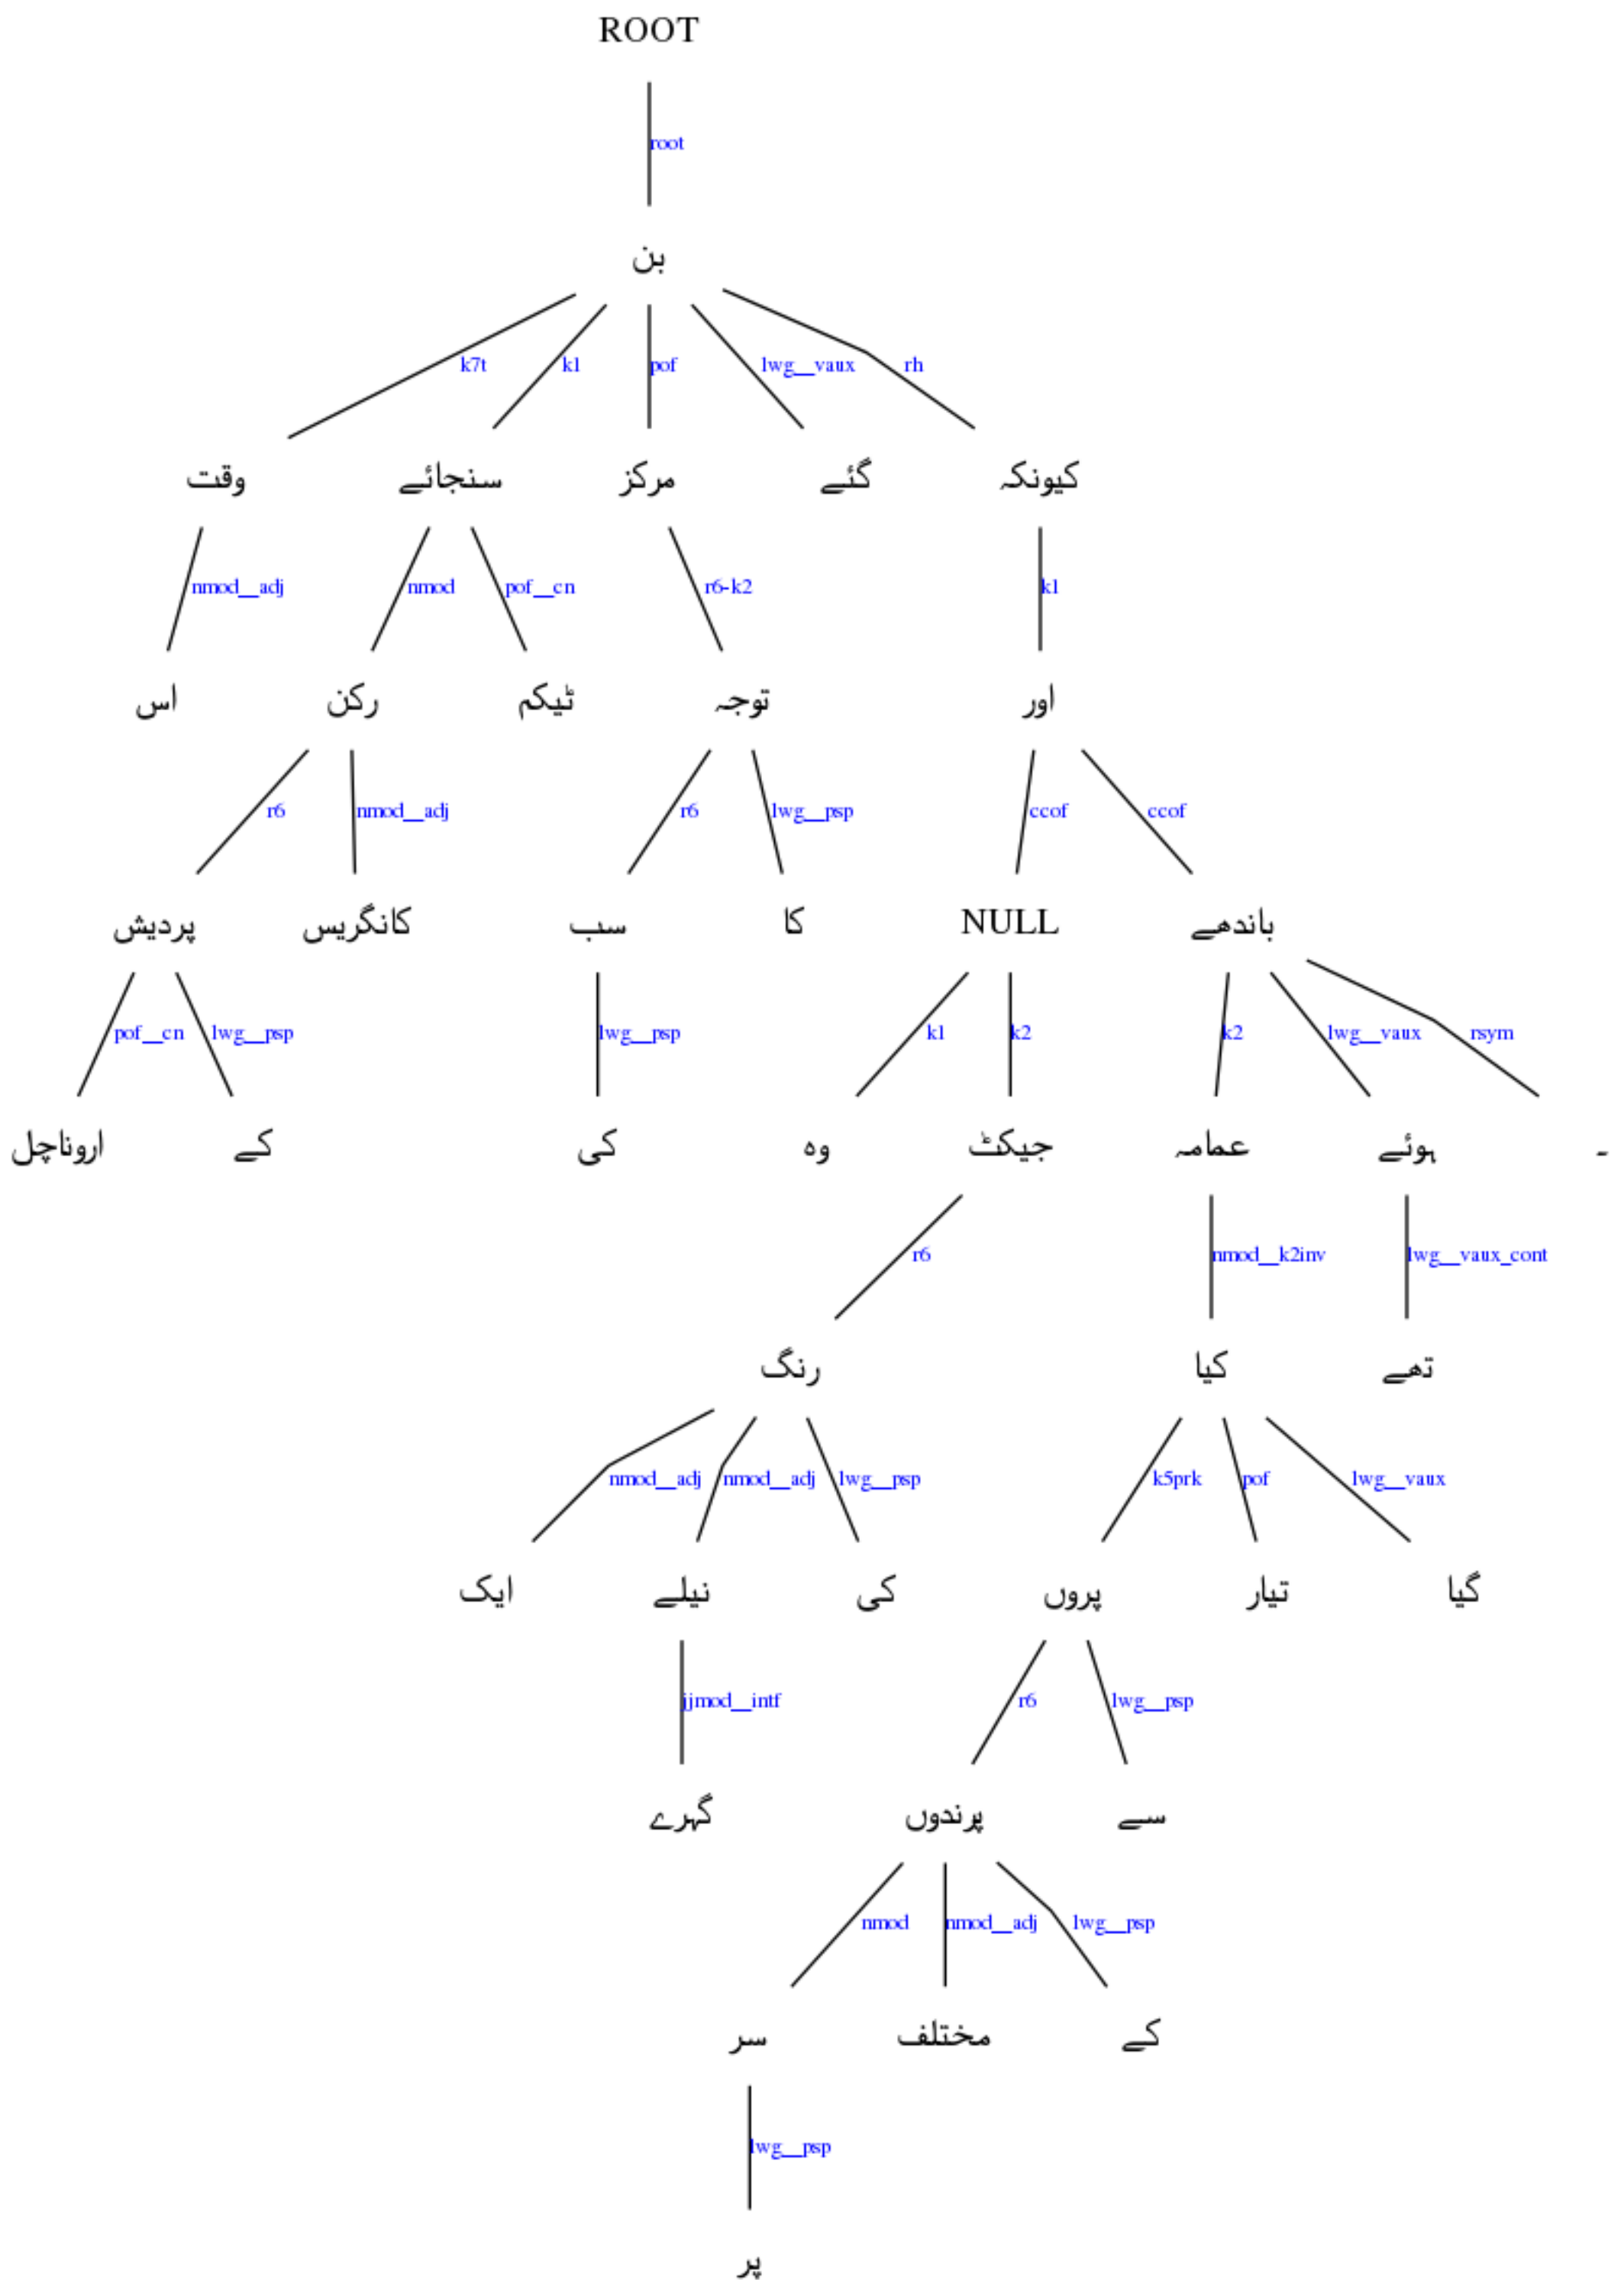 ROOT
root
بن
k7t k1 pof lwg__vaux rh
وقت سنجائے مرکز گئے کیونکہ
nmod__adj nmod pof__cn r6-k2 k1
اس رکن ٹیکم توجہ اور
r6 nmod__adj r6 lwg__psp ccof ccof
پردیش کانگریس سب کا NULL باندھے
pof__cn lwg__psp lwg__psp k1 k2 k2 lwg__vaux rsym
اروناچل کے کی وہ جیکٹ عمامہ ہوئے ۔
r6 nmod__k2inv lwg__vaux_cont
رنگ کیا تھے
nmod__adj nmod__adj lwg__psp k5prk pof lwg__vaux
ایک نیلے کی پروں تیار گیا
jjmod__intf r6 lwg__psp
گہرے پرندوں سے
nmod nmod__adj lwg__psp
سر مختلف کے
lwg__psp
پر